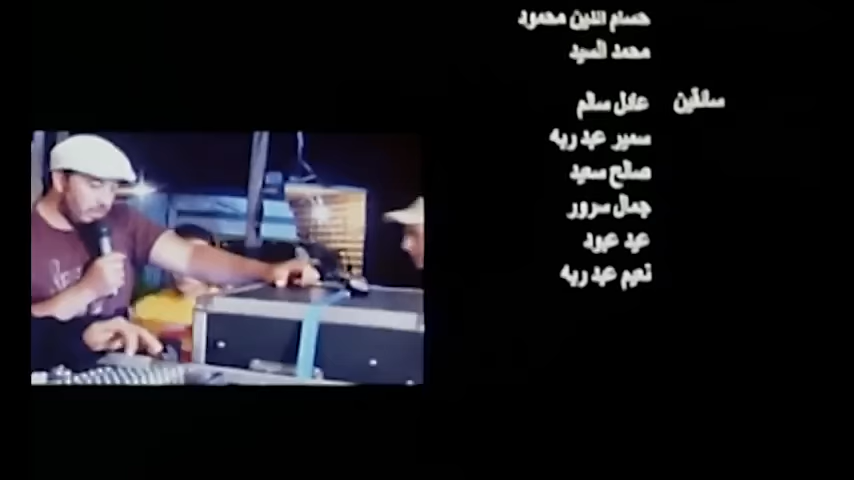 حسام الدين محمود
محمد السيد
سائقين عادل سالم
سمير عبد ربه
صالح سعيد
جمال سرور
عيد عبود
نعيم عبد ربه